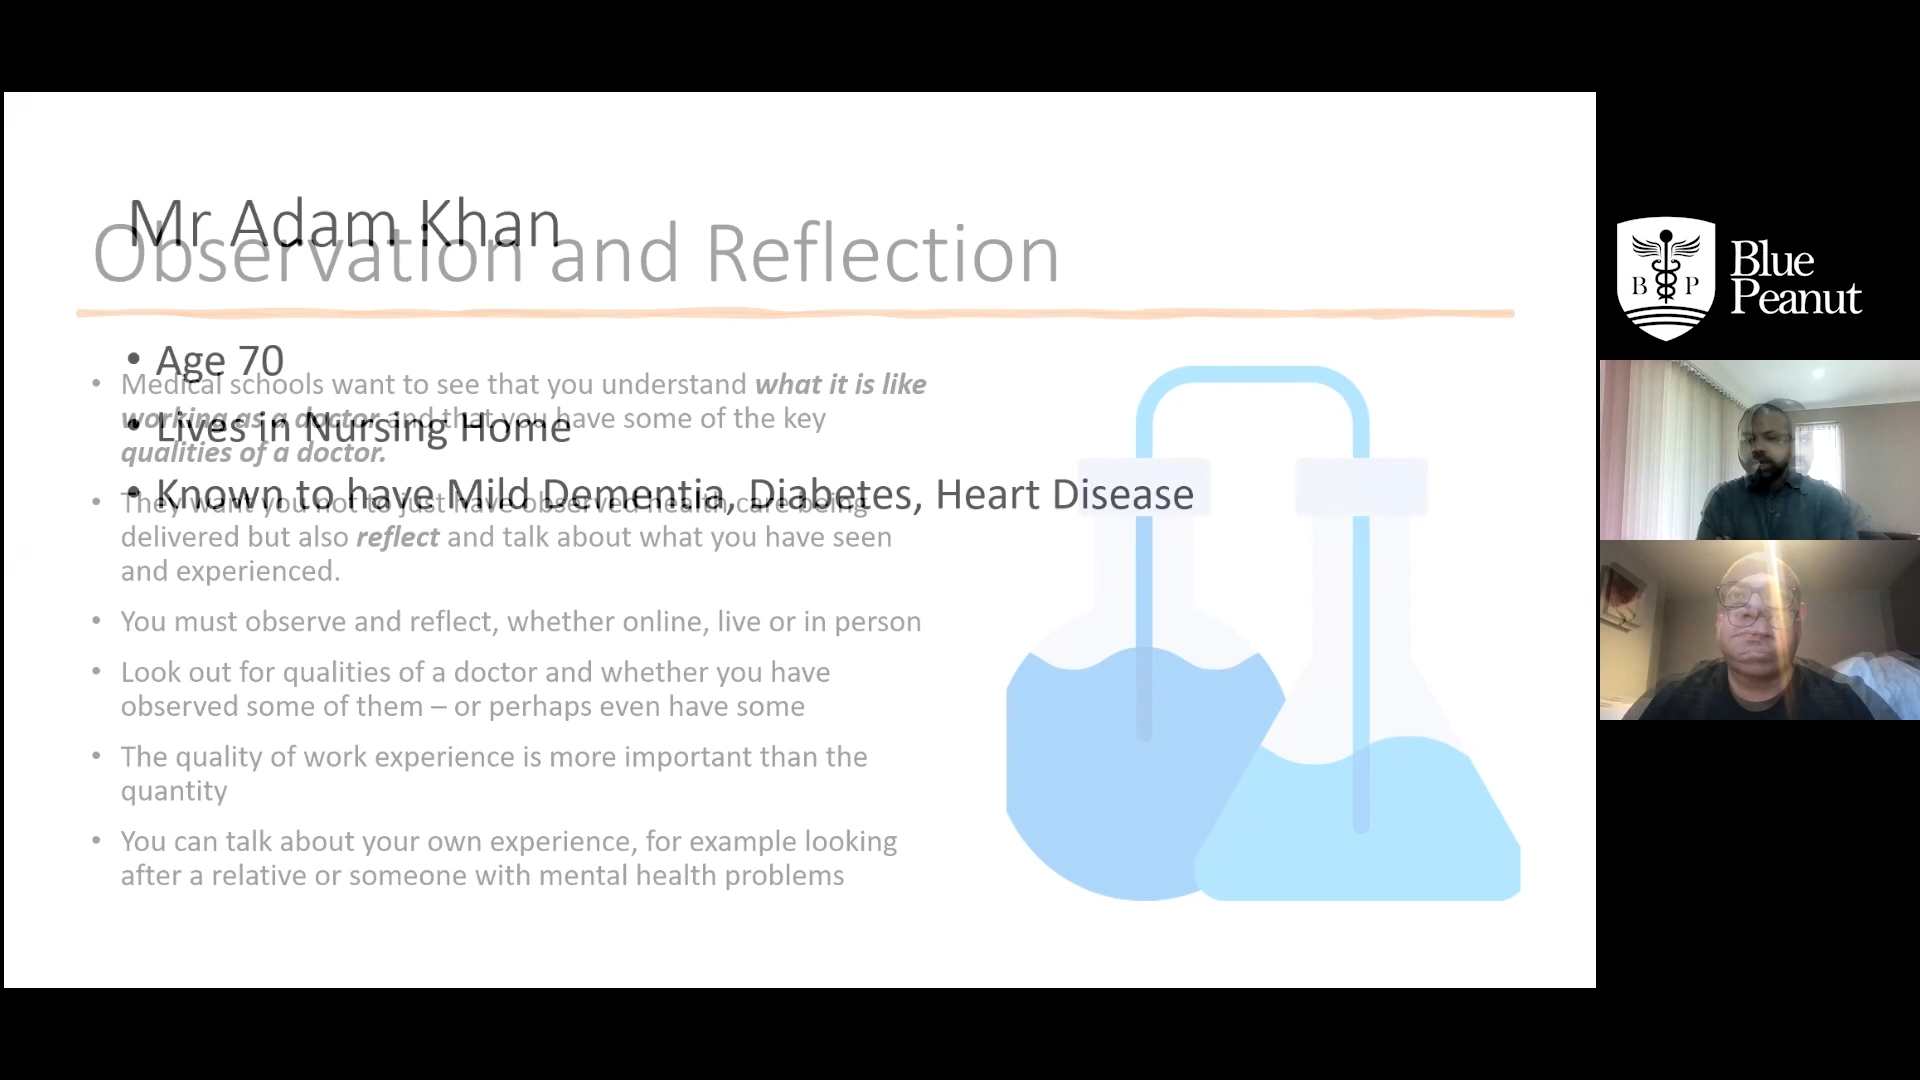 Mr Adam Khan
• Age 70
• Lives in Nursing Home
• Known to have Mild Dementia, Diabetes, Heart Disease
Observation and Reflection
• Medical schools want to see that you understand what it is like
working as a doctor and that you have some of the key
qualities of a doctor.
• They want you not to just have observed health care being
delivered but also reflect and talk about what you have seen
and experienced.
• You must observe and reflect, whether online, live or in person
• Look out for qualities of a doctor and whether you have
observed some of them – or perhaps even have some
• The quality of work experience is more important than the
quantity
• You can talk about your own experience, for example looking
after a relative or someone with mental health problems
B P
Blue
Peanut